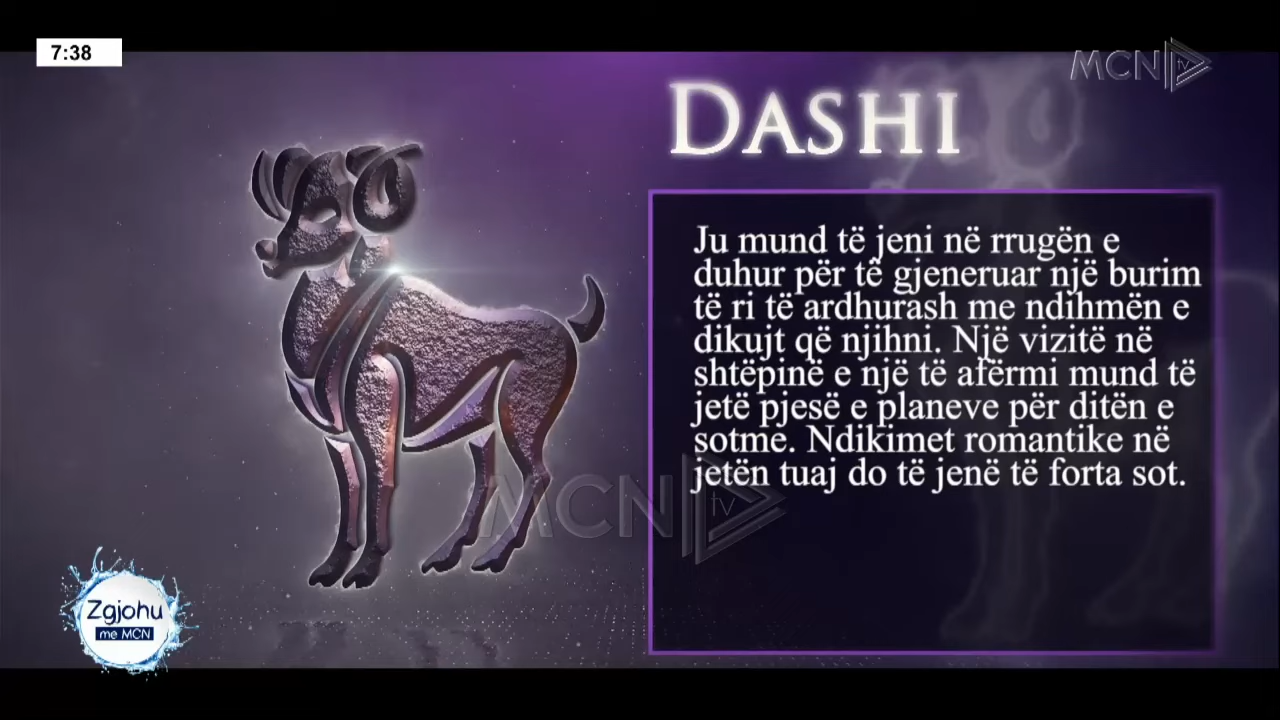 7:38
MCN tv
DASHI
Ju mund të jeni në rrugën e
duhur për të gjeneruar një burim
të ri të ardhurash me ndihmën e
dikujt që njihni. Një vizitë në
shtëpinë e një të afërmi mund të
jetë pjesë e planeve për ditën e
sotme. Ndikimet romantike në
jetën tuaj do të jenë të forta sot.
MCN tv
Zgjohu
me MCN